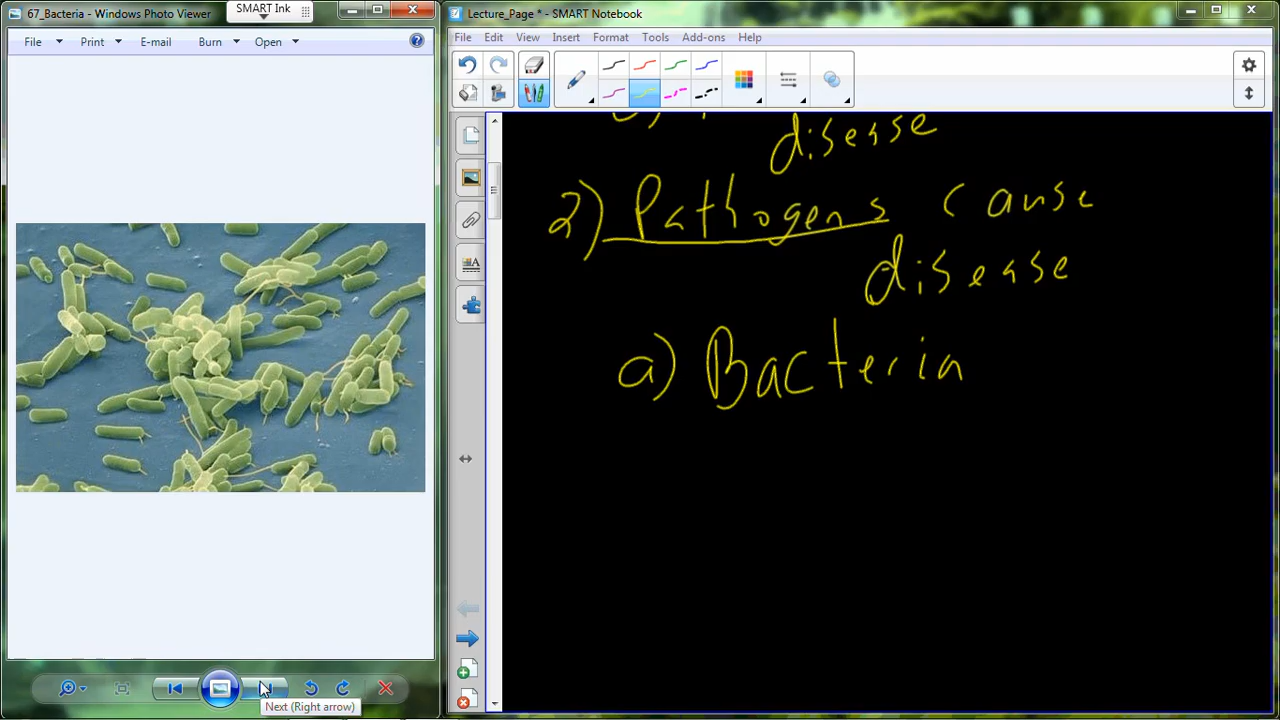 67_Bacteria - Windows Photo Viewer
SMART Ink
File Print E-mail Burn Open
Lecture_Page * - SMART Notebook
File Edit View Insert Format Tools Add-ons Help
disease
2) Pathogens cause
disease
a) Bacteria
Next (Right arrow)